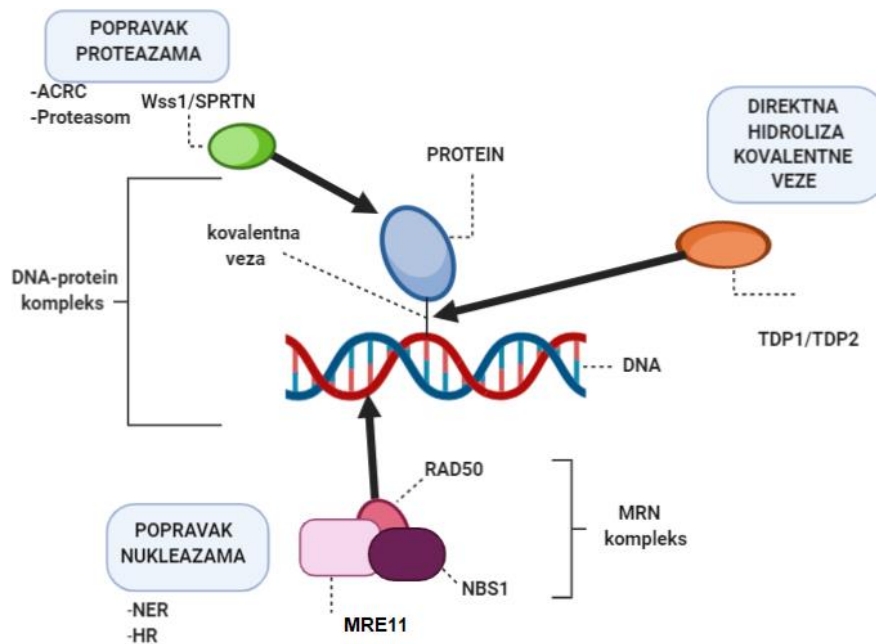 POPRAVAK
PROTEAZAMA
-ACRC
-Proteasom
Wss1/SPRTN
PROTEIN
DIREKTNA
HIDROLIZA
KOVALENTNE
VEZE
kovalentna
veza
DNA-protein
kompleks
TDP1/TDP2
DNA
RAD50
MRN
kompleks
POPRAVAK
NUKLEAZAMA
NBS1
-NER
-HR
MRE11